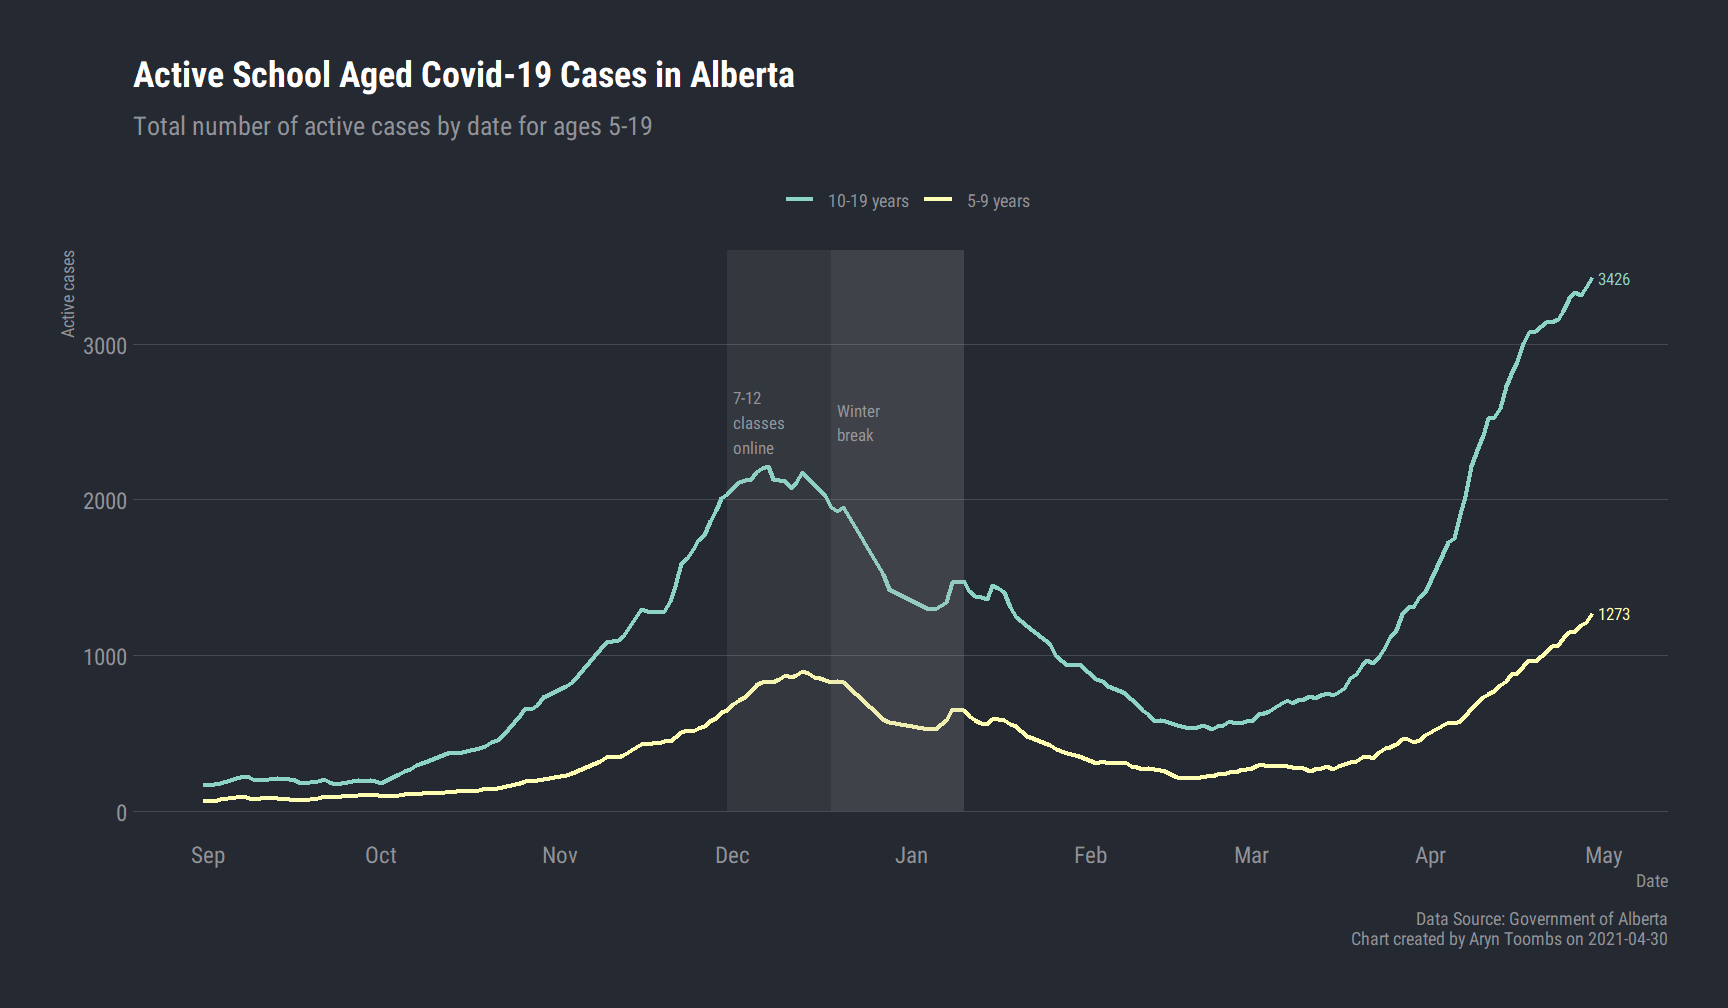 Active School Aged Covid-19 Cases in Alberta
Total number of active cases by date for ages 5-19
10-19 years
5-9 years
Active cases
3000
2000
1000
0
7-12
classes
online
Winter
break
3426
1273
Sep
Oct
Nov
Dec
Jan
Feb
Mar
Apr
May
Date
Data Source: Government of Alberta
Chart created by Aryn Toombs on 2021-04-30